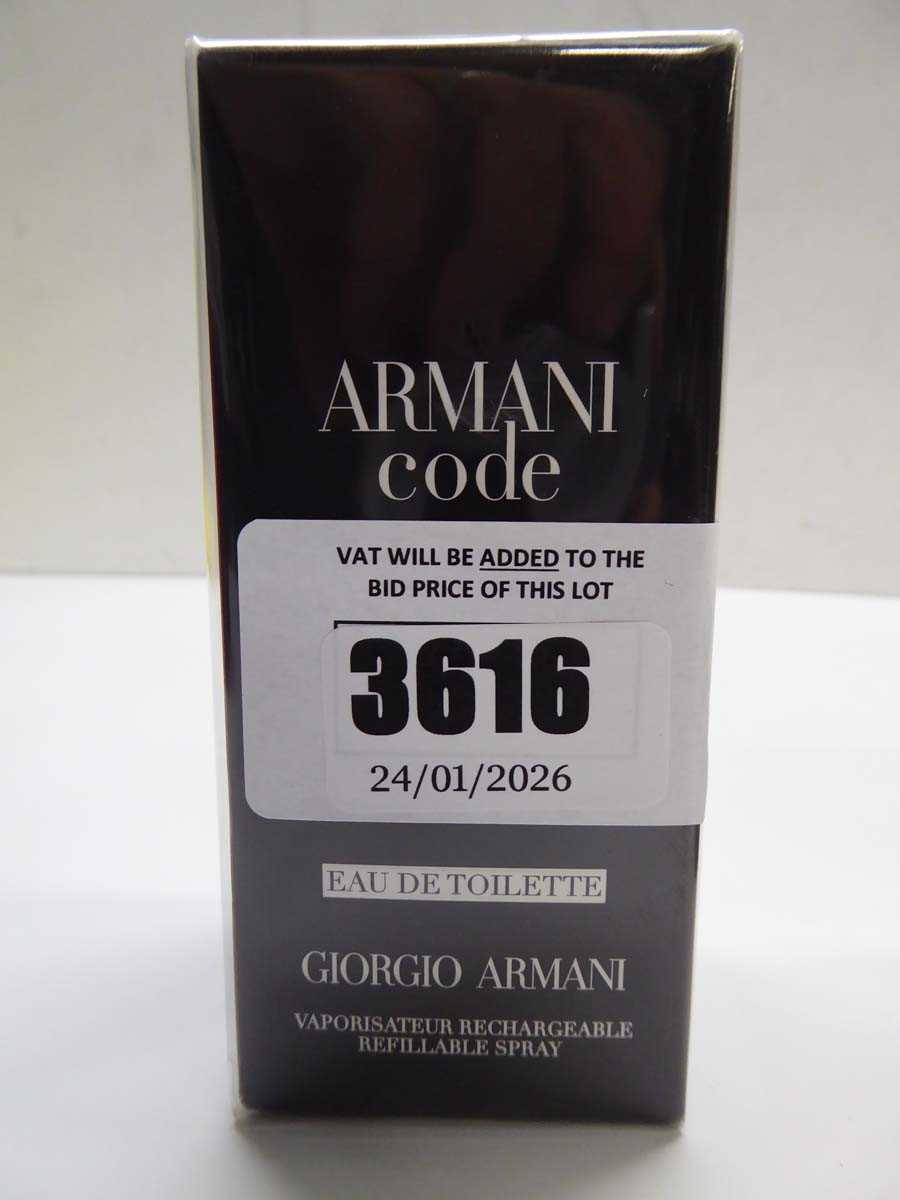 ARMANI
code
VAT WILL BE ADDED TO THE
BID PRICE OF THIS LOT
3616
24/01/2026
EAU DE TOILETTE
GIORGIO ARMANI
VAPORISATEUR RECHARGEABLE
REFILLABLE SPRAY